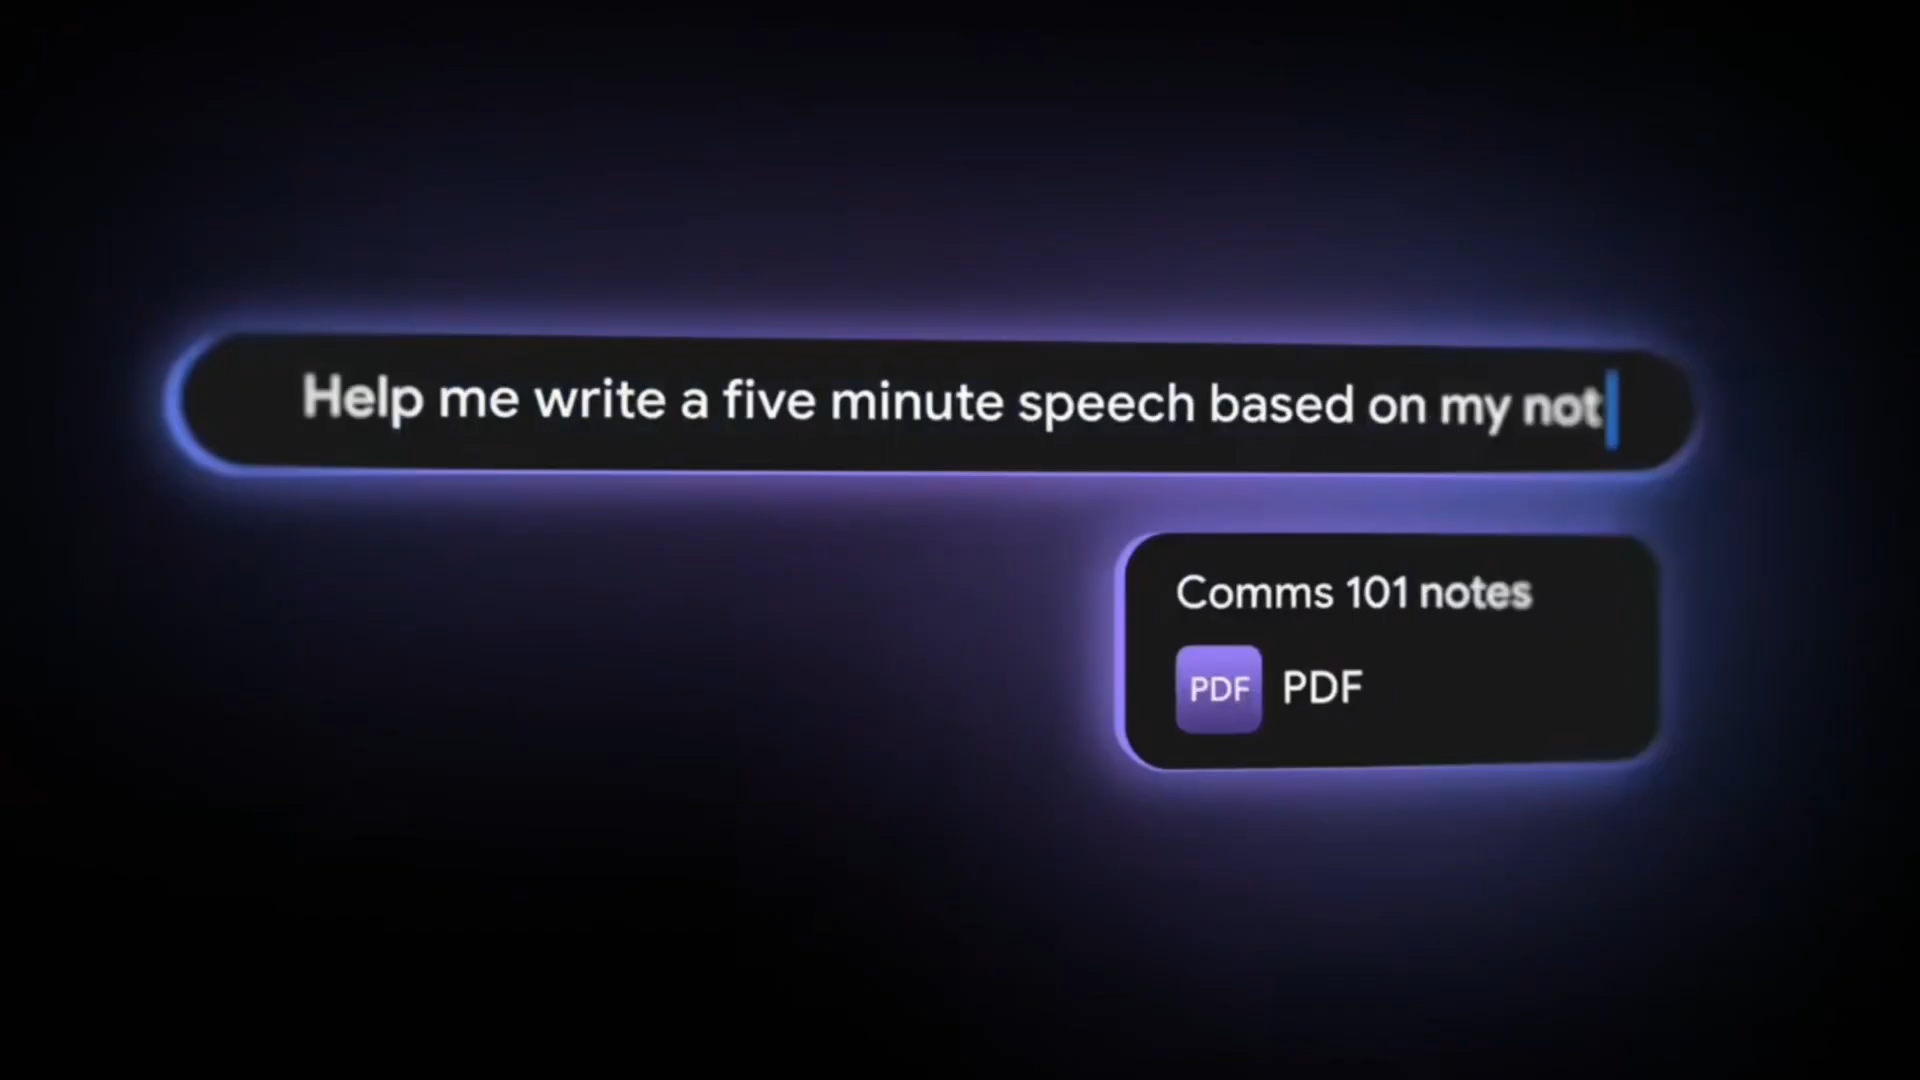 Help me write a five minute speech based on my not
Comms 101 notes
PDF PDF